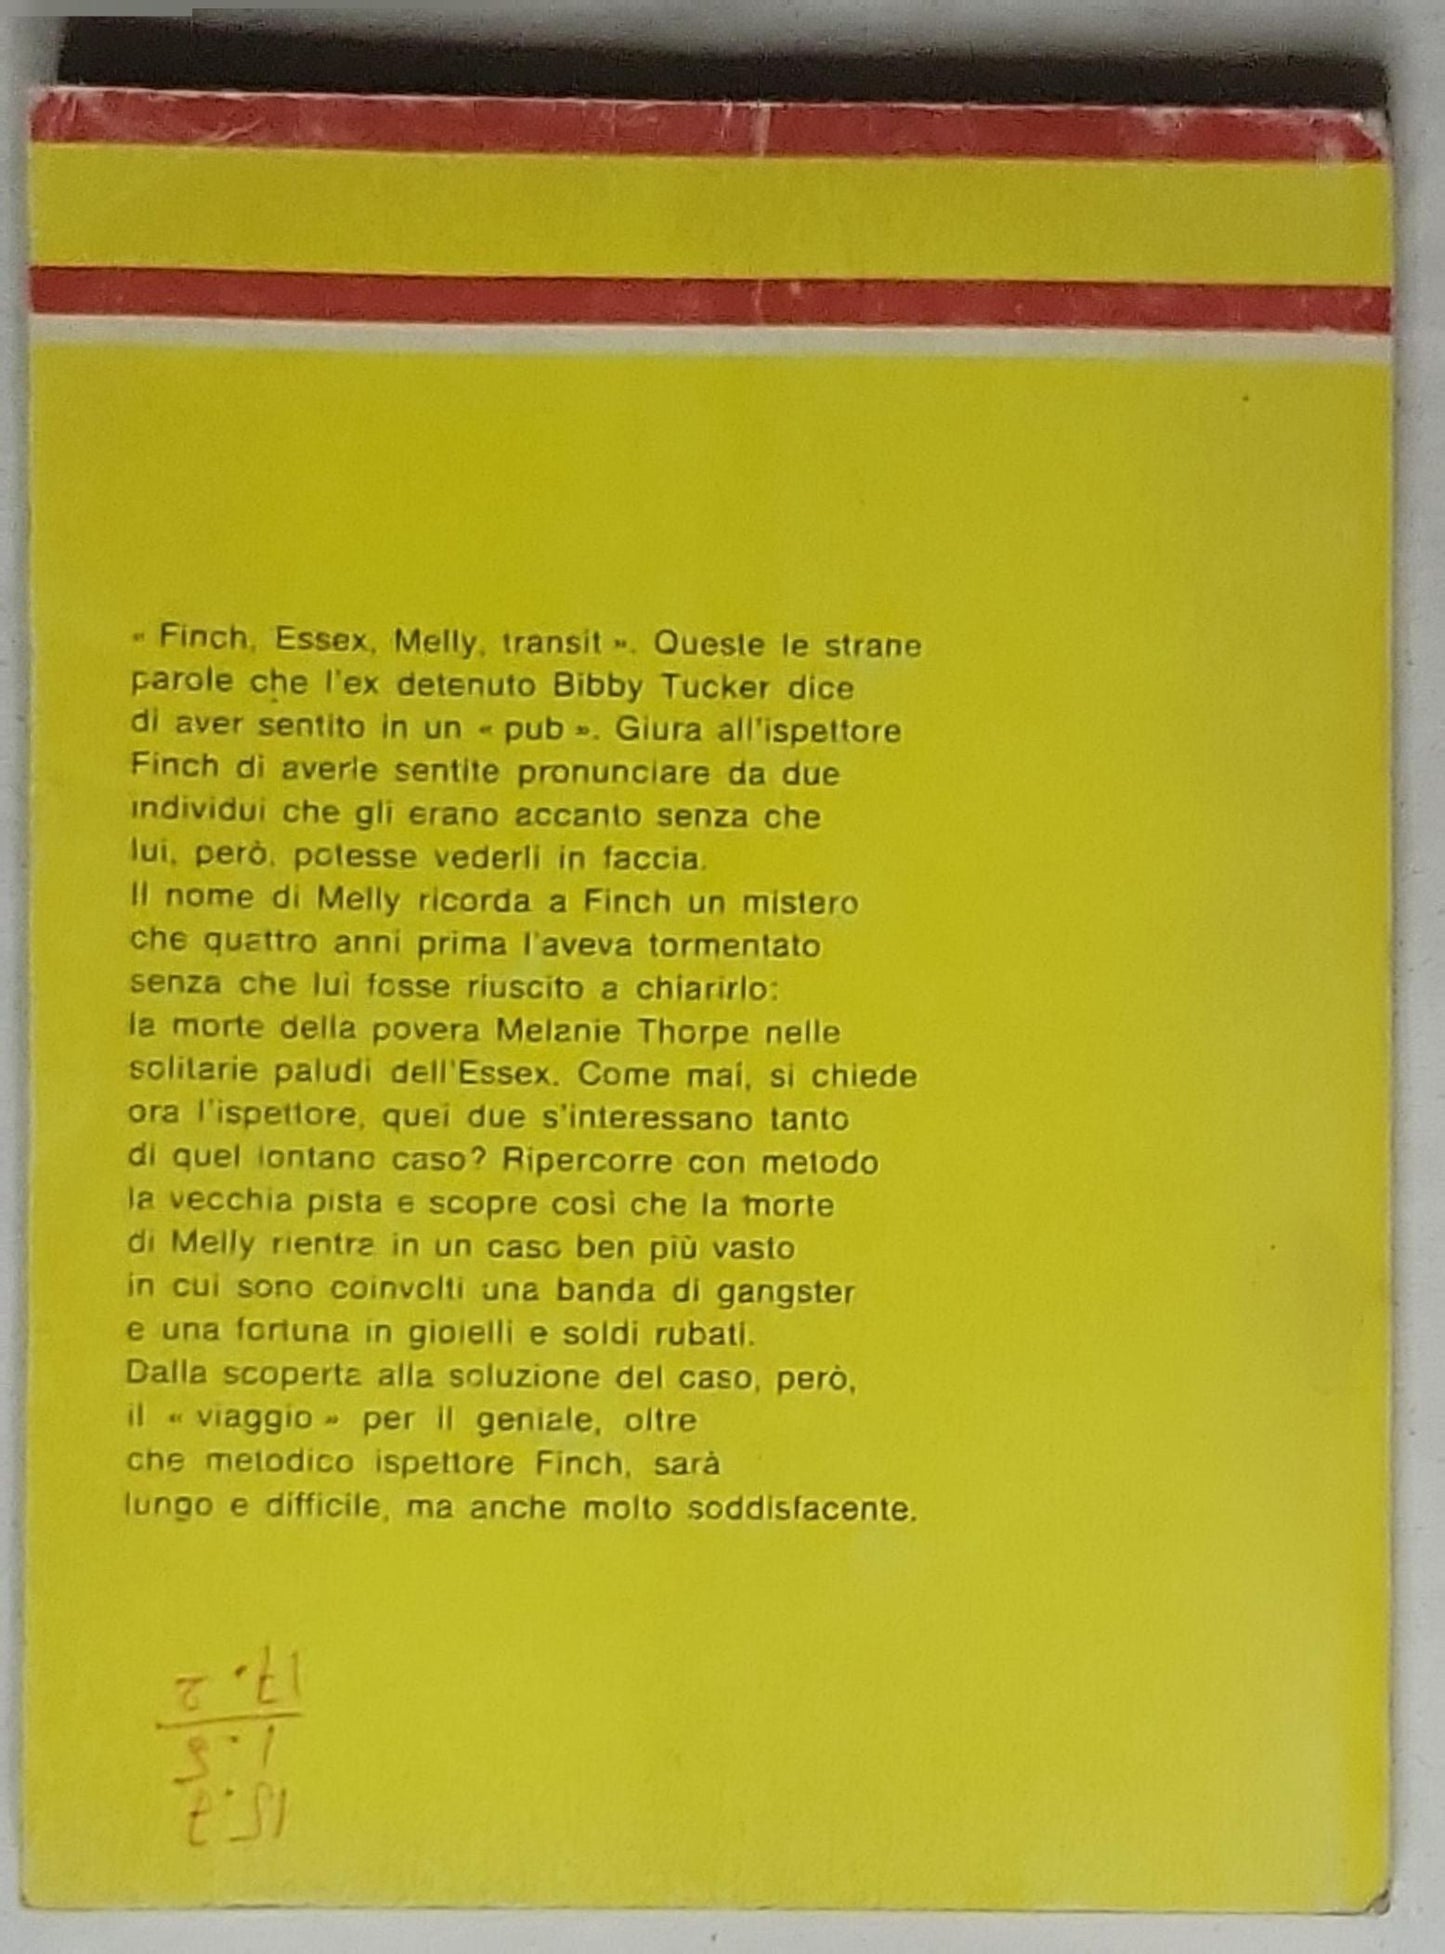 « Finch, Essex, Melly, transit ». Queste le strane
parole che l'ex detenuto Bibby Tucker dice
di aver sentito in un « pub ». Giura all'ispettore
Finch di averle sentite pronunciare da due
individui che gli erano accanto senza che
lui, però, potesse vederli in faccia.
Il nome di Melly ricorda a Finch un mistero
che quattro anni prima l'aveva tormentato
senza che lui fosse riuscito a chiarirlo:
la morte della povera Melanie Thorpe nelle
solitarie paludi dell'Essex. Come mai, si chiede
ora l'ispettore, quei due s'interessano tanto
di quel lontano caso? Ripercorre con metodo
la vecchia pista e scopre così che la morte
di Melly rientra in un caso ben più vasto
in cui sono coinvolti una banda di gangster
e una fortuna in gioielli e soldi rubati.
Dalla scoperta alla soluzione del caso, però,
il « viaggio » per il geniale, oltre
che metodico ispettore Finch, sarà
lungo e difficile, ma anche molto soddisfacente.